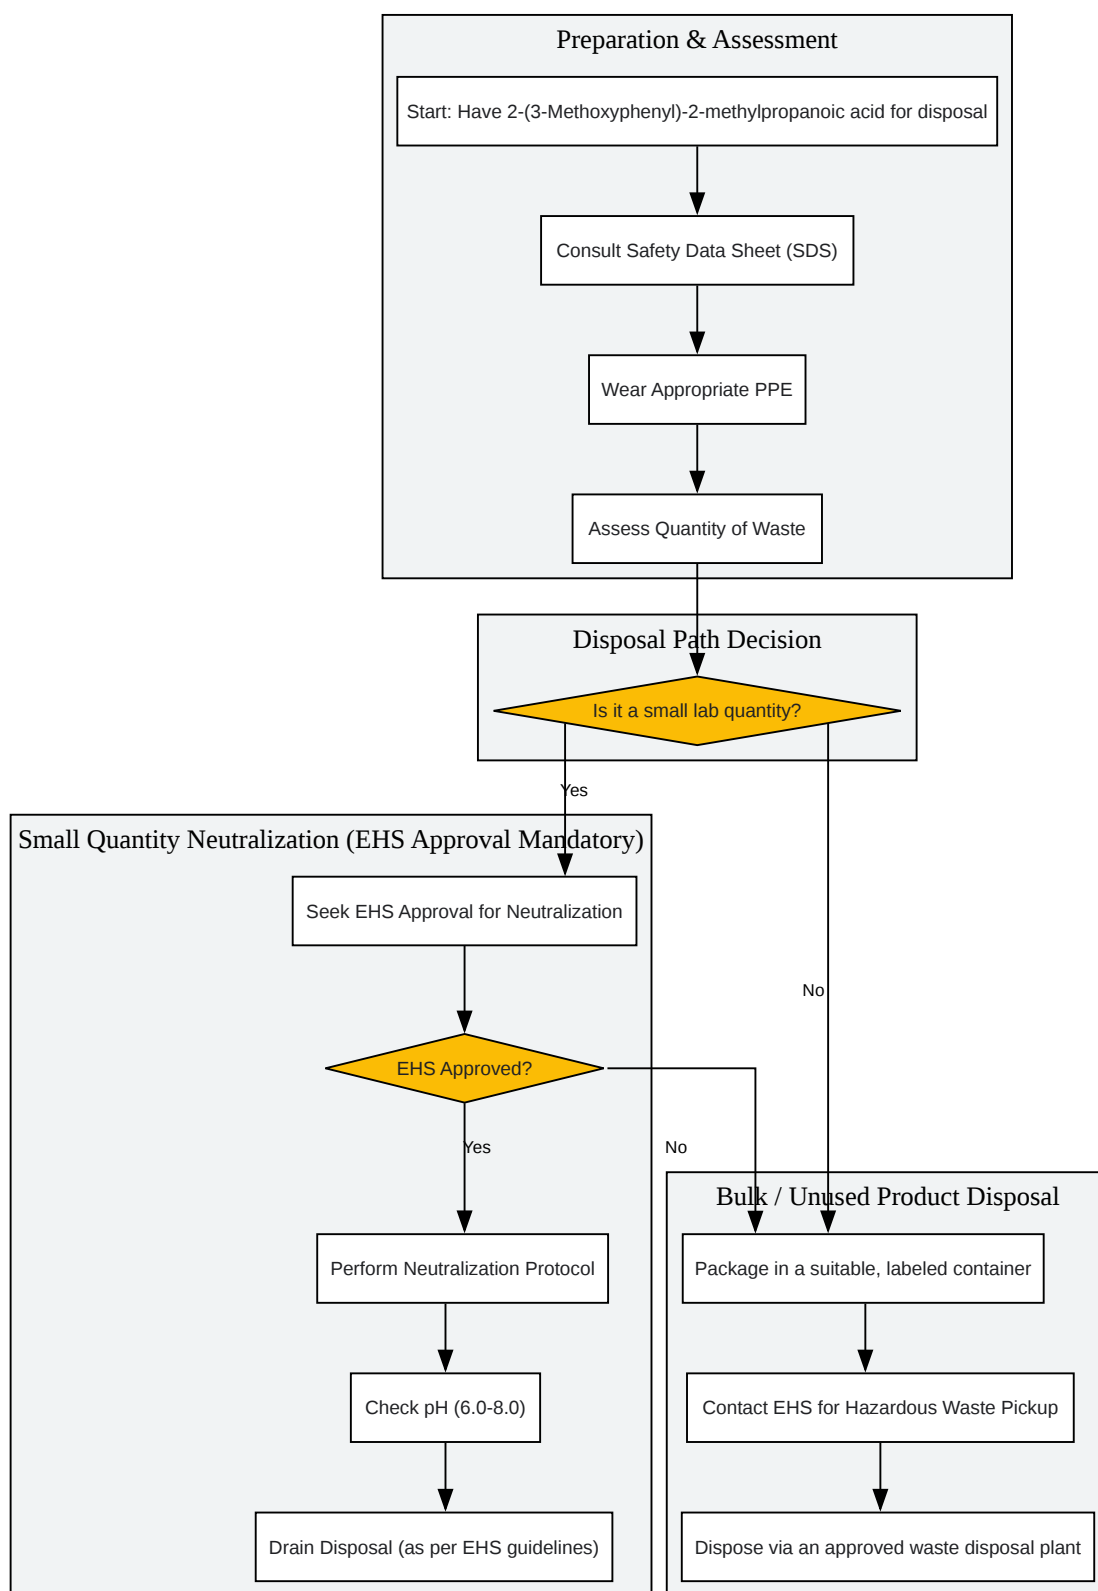 Preparation & Assessment
Start: Have 2-(3-Methoxyphenyl)-2-methylpropanoic acid for disposal
Consult Safety Data Sheet (SDS)
Wear Appropriate PPE
Assess Quantity of Waste
Disposal Path Decision
Is it a small lab quantity?
Yes
No
Small Quantity Neutralization (EHS Approval Mandatory)
Seek EHS Approval for Neutralization
EHS Approved?
Yes
No
Perform Neutralization Protocol
Check pH (6.0-8.0)
Drain Disposal (as per EHS guidelines)
Bulk / Unused Product Disposal
Package in a suitable, labeled container
Contact EHS for Hazardous Waste Pickup
Dispose via an approved waste disposal plant